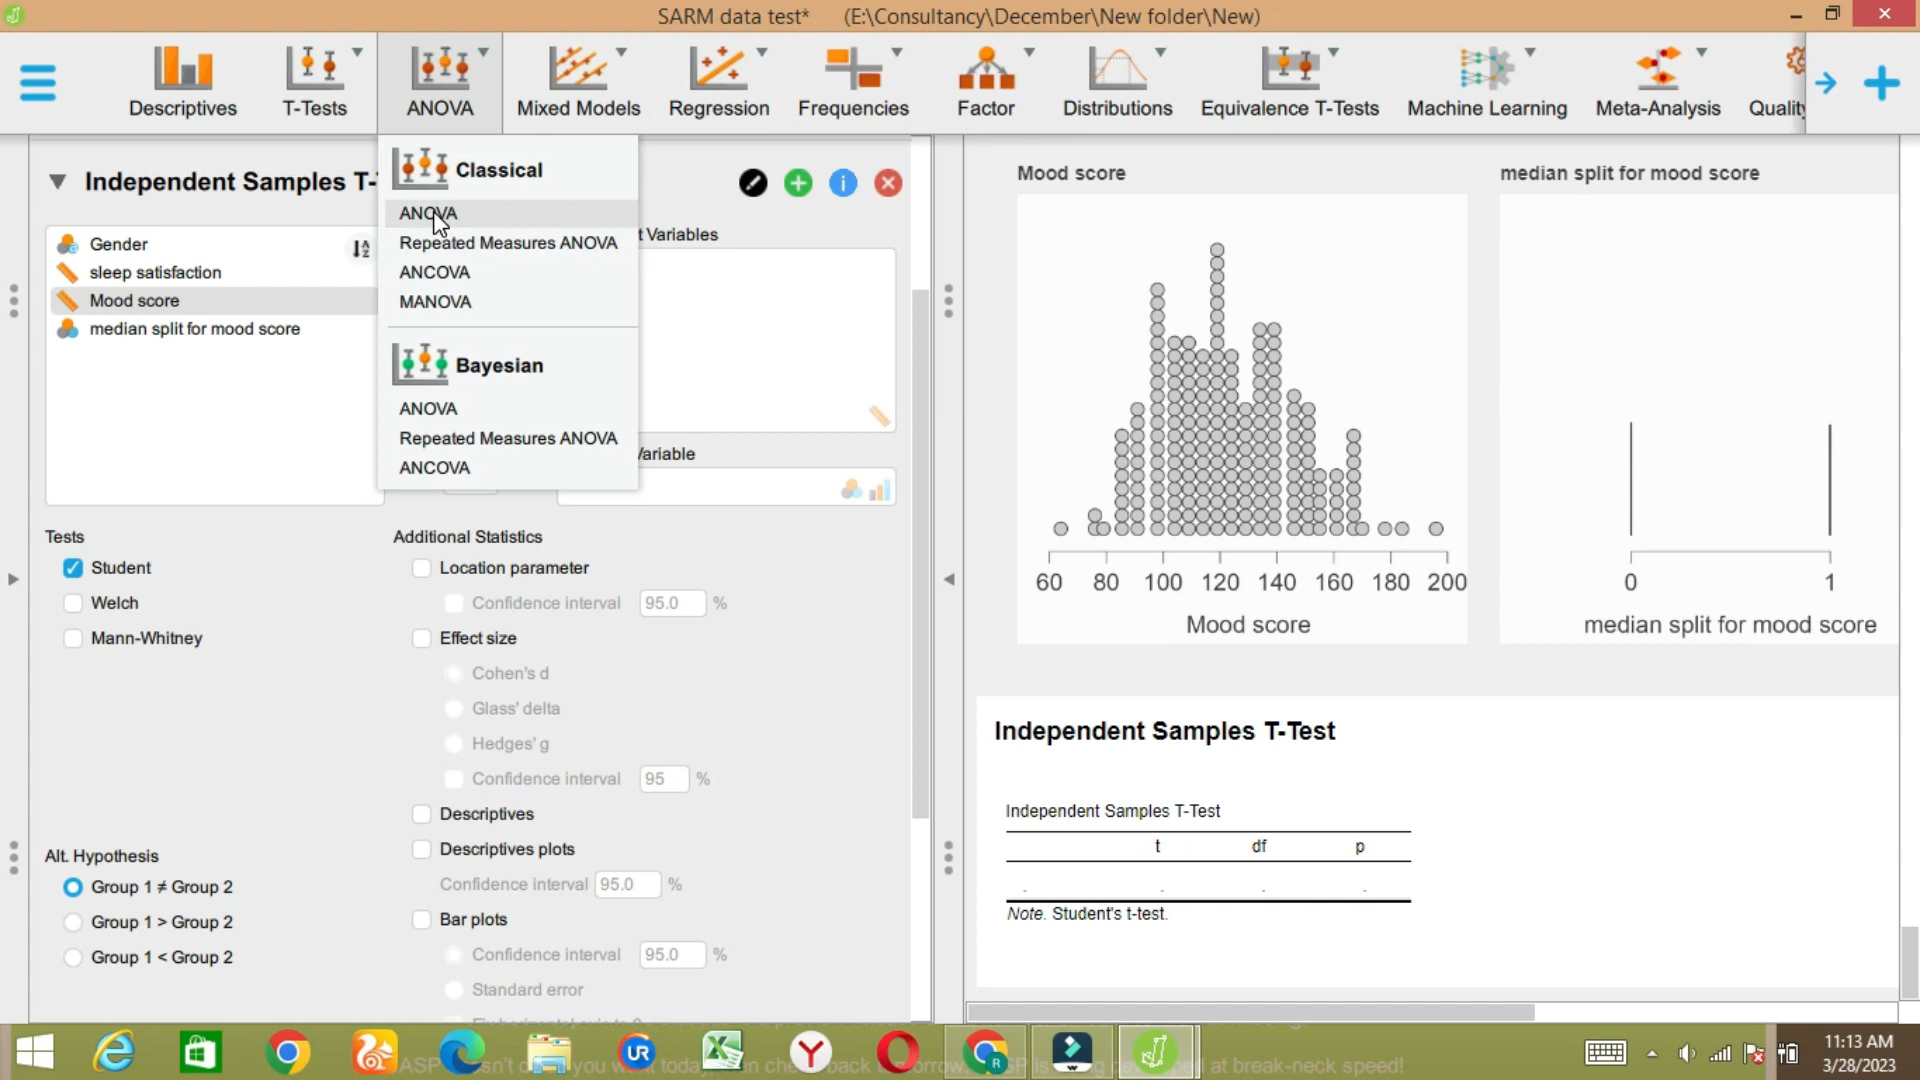 SARM data test* (E:\Consultancy\December\New folder\New)
Descriptives
T-Tests
ANOVA
Mixed Models
Regression
Frequencies
Factor
Distributions
Equivalence T-Tests
Machine Learning
Meta-Analysis
Quality
Independent Samples T-
Gender
sleep satisfaction
Mood score
median split for mood score
Classical
ANOVA
Repeated Measures ANOVA
ANCOVA
MANOVA
Bayesian
ANOVA
Repeated Measures ANOVA
ANCOVA
t Variables
Variable
Tests
Student
Welch
Mann-Whitney
Alt. Hypothesis
Group 1 ≠ Group 2
Group 1 > Group 2
Group 1 < Group 2
Additional Statistics
Location parameter
Confidence interval 95.0 %
Effect size
Cohen's d
Glass' delta
Hedges' g
Confidence interval 95 %
Descriptives
Descriptives plots
Confidence interval 95.0 %
Bar plots
Confidence interval 95.0 %
Standard error
Mood score
60 80 100 120 140 160 180 200
Mood score
median split for mood score
0 1
median split for mood score
Independent Samples T-Test
Independent Samples T-Test
t df p
. . . .
Note. Student's t-test.
UR
R
11:13 AM
3/28/2023
at break-neck speed!